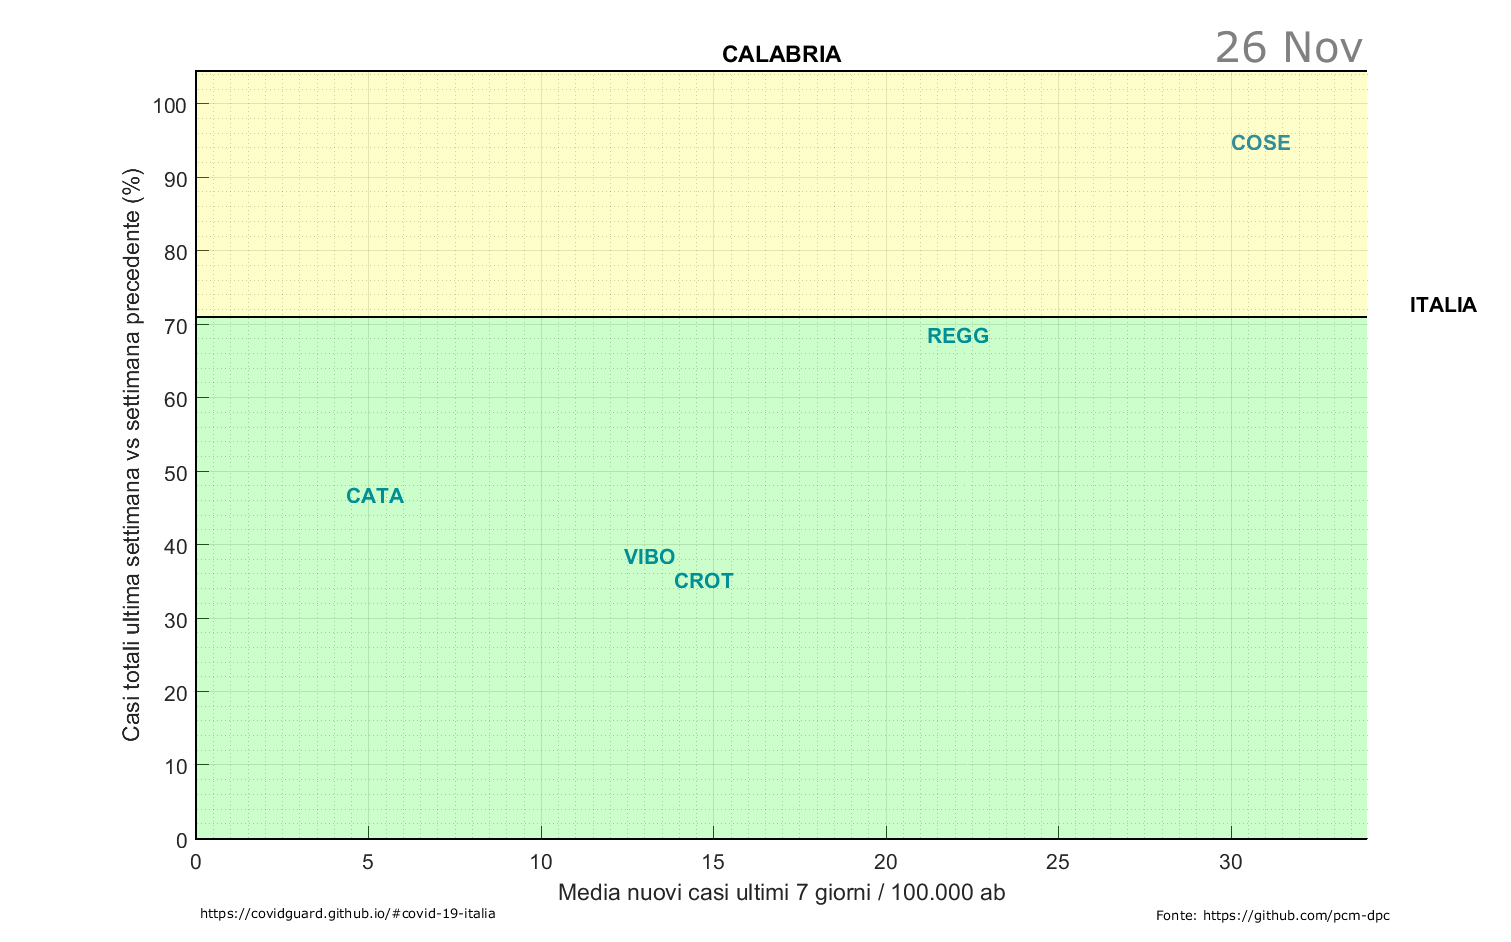 CALABRIA
26 Nov
Casi totali ultima settimana vs settimana precedente (%)
100
90
80
70
60
50
40
30
20
10
0
COSE
ITALIA
REGG
CATA
VIBO
CROT
0 5 10 15 20 25 30
Media nuovi casi ultimi 7 giorni / 100.000 ab
https://covidguard.github.io/#covid-19-italia
Fonte: https://github.com/pcm-dpc